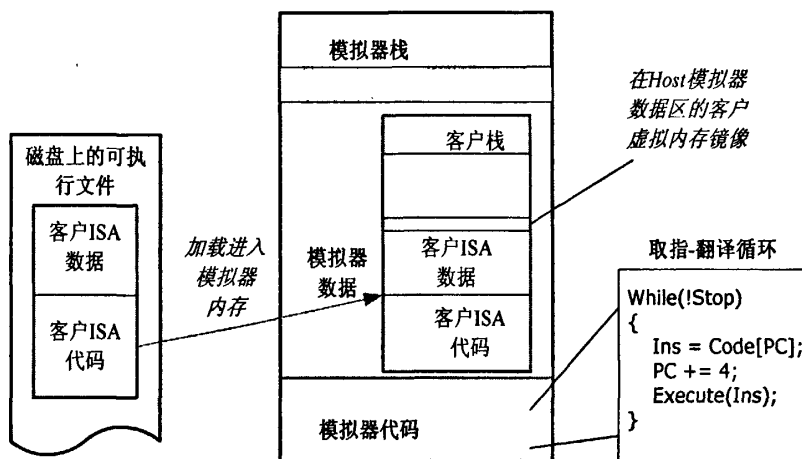 磁盘上的可执
行文件
客户ISA
数据
客户ISA
代码
加载进入
模拟器
内存
模拟器栈
模拟器
数据
客户栈
客户ISA
数据
客户ISA
代码
模拟器代码
在Host模拟器
数据区的客户
虚拟内存镜像
取指-翻译循环
While(!Stop)
{
Ins = Code[PC];
PC += 4;
Execute(Ins);
}